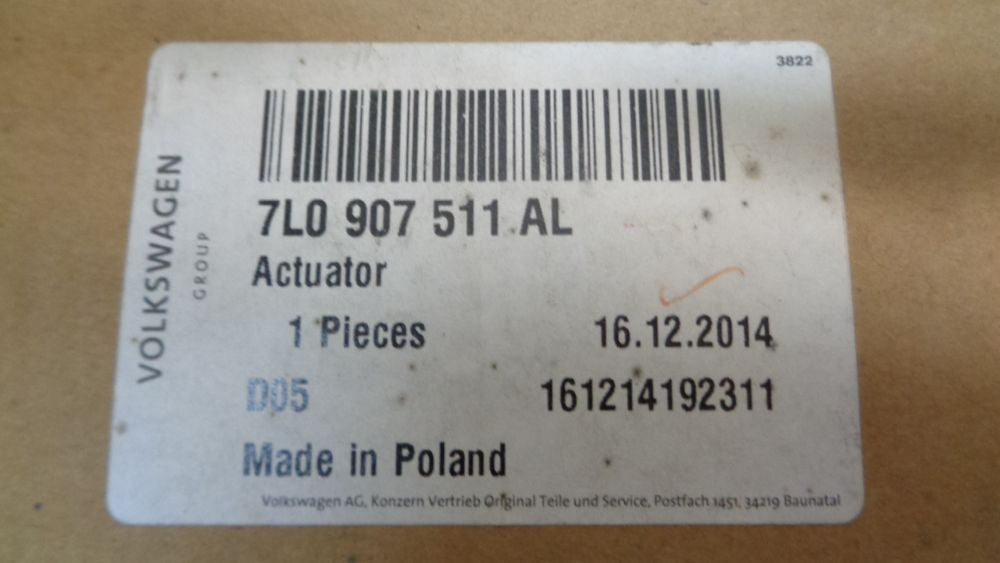 3822
VOLKSWAGEN
GROUP
7L0 907 511 AL
Actuator
1 Pieces 16.12.2014
D05 161214192311
Made in Poland
Volkswagen AG, Konzern Vertrieb Original Teile und Service, Postfach 1451, 34219 Baunatal